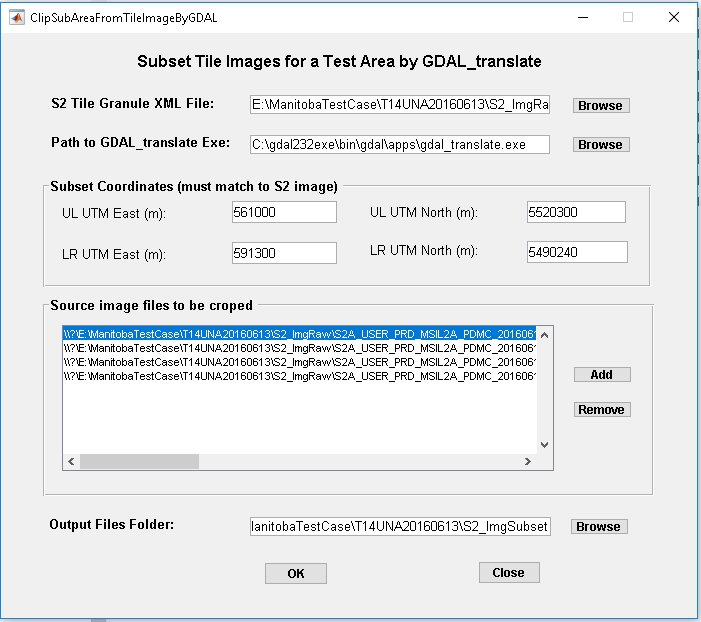 ClipSubAreaFromTileImageByGDAL
Subset Tile Images for a Test Area by GDAL_translate
S2 Tile Granule XML File: E:\ManitobaTestCase\T14UNA20160613\S2_ImgRa Browse
Path to GDAL_translate Exe: C:\gdal232exe\bin\gdal\apps\gdal_translate.exe Browse
Subset Coordinates (must match to S2 image)
UL UTM East (m): 561000 UL UTM North (m): 5520300
LR UTM East (m): 591300 LR UTM North (m): 5490240
Source image files to be croped
\\?\E:\ManitobaTestCase\T14UNA20160613\S2_ImgRaw\S2A_USER_PRD_MSIL2A_PDMC_2016061
\\?\E:\ManitobaTestCase\T14UNA20160613\S2_ImgRaw\S2A_USER_PRD_MSIL2A_PDMC_2016061
\\?\E:\ManitobaTestCase\T14UNA20160613\S2_ImgRaw\S2A_USER_PRD_MSIL2A_PDMC_2016061
\\?\E:\ManitobaTestCase\T14UNA20160613\S2_ImgRaw\S2A_USER_PRD_MSIL2A_PDMC_2016061
Add
Remove
Output Files Folder: lanitobaTestCase\T14UNA20160613\S2_ImgSubset Browse
OK Close